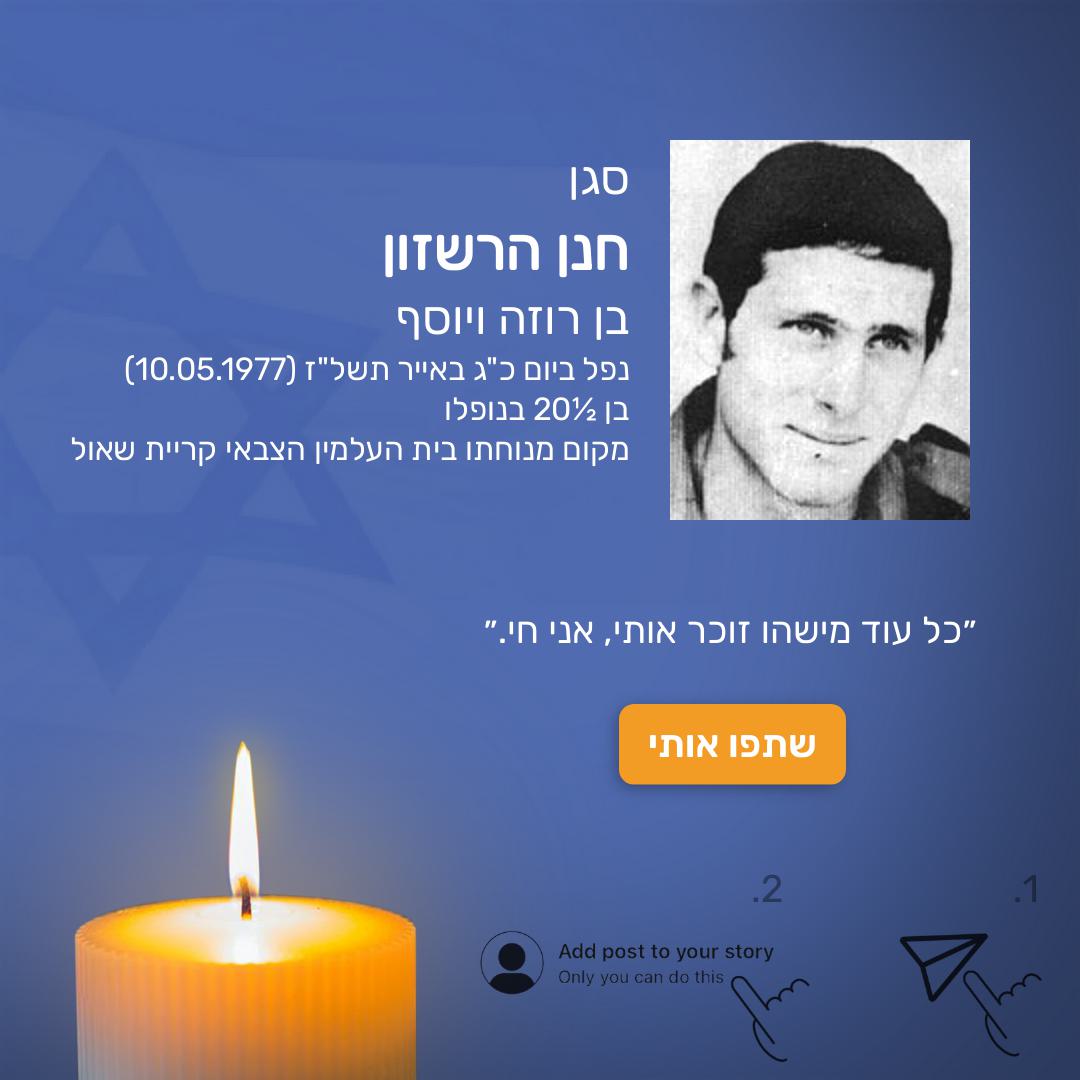 סגן
חנן הרשזון
בן רוזה ויוסף
נפל ביום כ"ג באייר תשל"ז (10.05.1977)
בן 20½ בנופלו
מקום מנוחתו בית העלמין הצבאי קריית שאול
״כל עוד מישהו זוכר אותי, אני חי.״
שתפו אותי
1.
2.
Add post to your story
Only you can do this